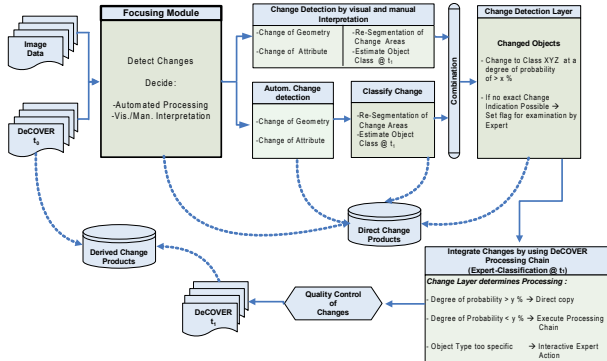 Image
Data
DeCOVER
t0
Focusing Module
Detect Changes
Decide:
-Automated Processing
-Vis./Man. Interpretation
Change Detection by visual and manual
Interpretation
- Change of Geometry
- Change of Attribute
-Re-Segmentation of
Change Areas
-Estimate Object
Class @ t1
Autom. Change
detection
- Change of Geometry
- Change of Attribute
Classify Change
-Re-Segmentation
of Change Areas
-Estimate Object
Class @ t1
Combination
Change Detection Layer
Changed Objects
- Change to Class XYZ at a
degree of probability
of > x %
- If no exact Change
Indication Possible →
Set flag for examination by
Expert
Derived Change
Products
Direct Change
Products
DeCOVER
t1
Quality Control
of
Changes
Integrate Changes by using DeCOVER
Processing Chain
(Expert-Classification @ t1)
Change Layer determines Processing :
- Degree of probability > y % → Direct copy
- Degree of Probability < y % → Execute Processing
Chain
- Object Type too specific → Interactive Expert
Action